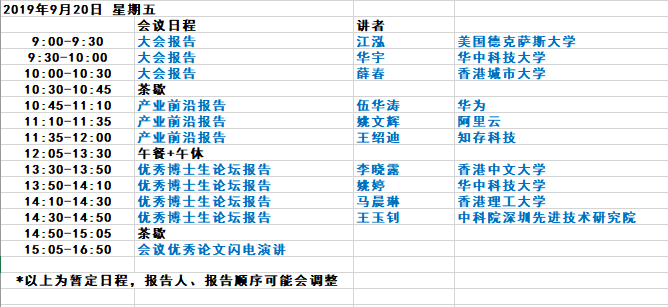 2019年9月20日 星期五
会议日程 讲者
9:00-9:30 大会报告 江泓 美国德克萨斯大学
9:30-10:00 大会报告 华宇 华中科技大学
10:00-10:30 大会报告 薛春 香港城市大学
10:30-10:45 茶歇
10:45-11:10 产业前沿报告 伍华涛 华为
11:10-11:35 产业前沿报告 姚文辉 阿里云
11:35-12:00 产业前沿报告 王绍迪 知存科技
12:05-13:30 午餐+午休
13:30-13:50 优秀博士生论坛报告 李晓露 香港中文大学
13:50-14:10 优秀博士生论坛报告 姚婷 华中科技大学
14:10-14:30 优秀博士生论坛报告 马晨琳 香港理工大学
14:30-14:50 优秀博士生论坛报告 王玉钊 中科院深圳先进技术研究院
14:50-15:05 茶歇
15:05-16:50 会议优秀论文闪电演讲
*以上为暂定日程，报告人、报告顺序可能会调整